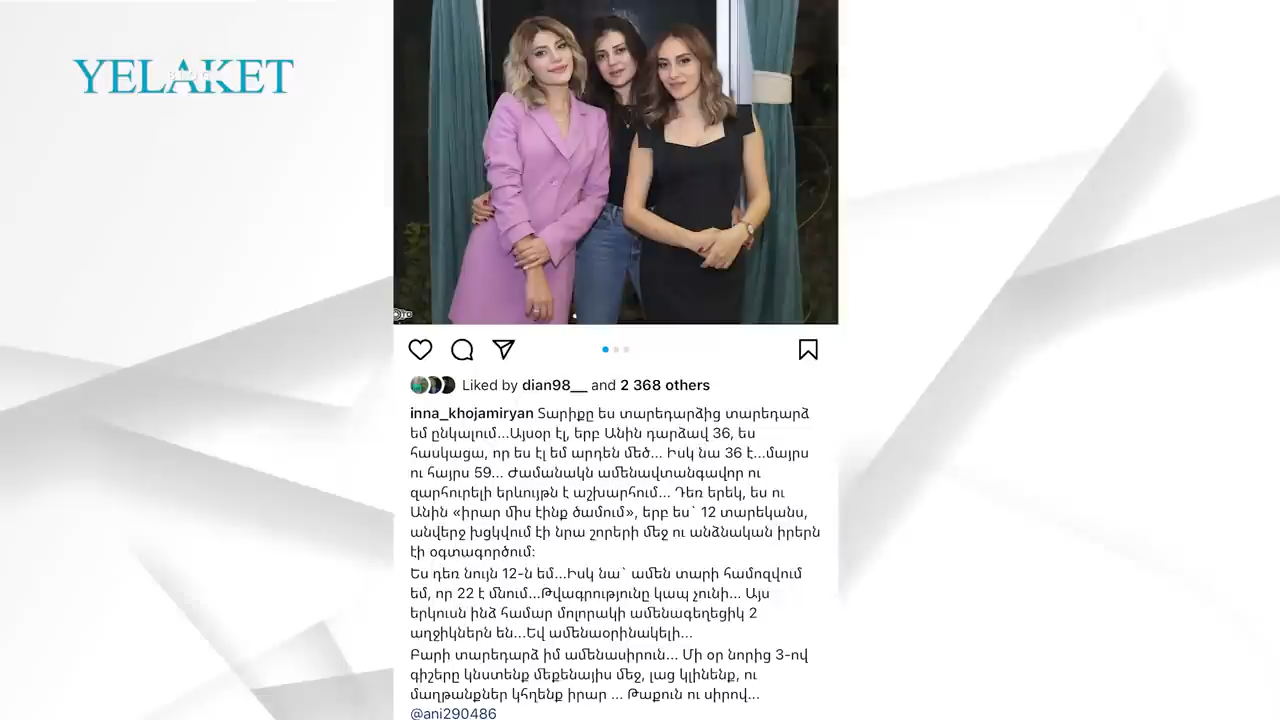 YELAKET
BLOG
Liked by dian98__ and 2 368 others
inna_khojamiryan Տարիքը ես տարեդարձից տարեդարձ
եմ ընկալում...Այսօր էլ, երբ Անին դարձավ 36, ես
հասկացա, որ ես էլ եմ արդեն մեծ... Իսկ նա 36 է...մայրս
ու հայրս 59... Ժամանակն ամենավտանգավոր ու
զարհուրելի երևույթն է աշխարհում... Դեռ երեկ, ես ու
Անին «իրար միս էինք ծամում», երբ ես` 12 տարեկանս,
անվերջ խցկվում էի նրա շորերի մեջ ու անձնական իրերն
էի օգտագործում:
Ես դեռ նույն 12-ն եմ...Իսկ նա` ամեն տարի համոզվում
եմ, որ 22 է մնում...Թվագրությունը կապ չունի... Այս
երկուսն ինձ համար մոլորակի ամենագեղեցիկ 2
աղջիկներն են...Եվ ամենաօրինակելի...
Բարի տարեդարձ իմ ամենասիրուն... Մի օր նորից 3-ով
գիշերը կնստենք մեքենայիս մեջ, լաց կլինենք, ու
մաղթանքներ կհղենք իրար ... Թաքուն ու սիրով...
@ani290486